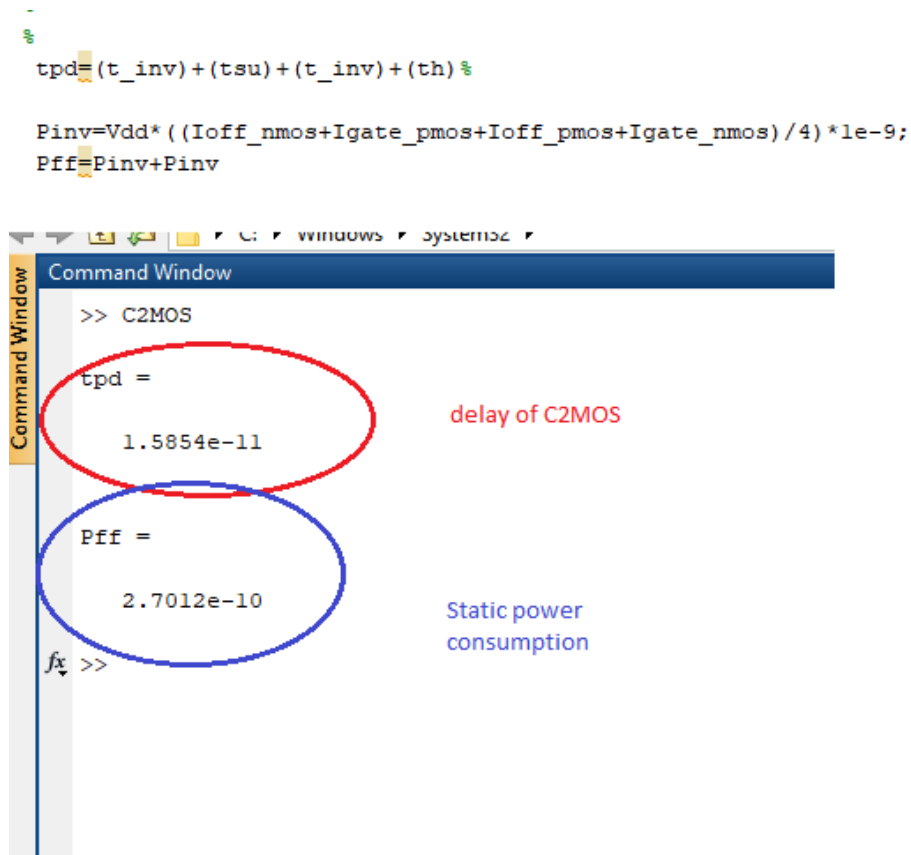 %
tpd=(t_inv)+(tsu)+(t_inv)+(th)%
Pinv=Vdd*((Ioff_nmos+Igate_pmos+Ioff_pmos+Igate_nmos)/4)*1e-9;
Pff=Pinv+Pinv
C: ▸ Windows ▸ System32 ▸
Command Window
Command Window
>> C2MOS
tpd =
delay of C2MOS
1.5854e-11
Pff =
2.7012e-10
Static power
consumption
fx >>